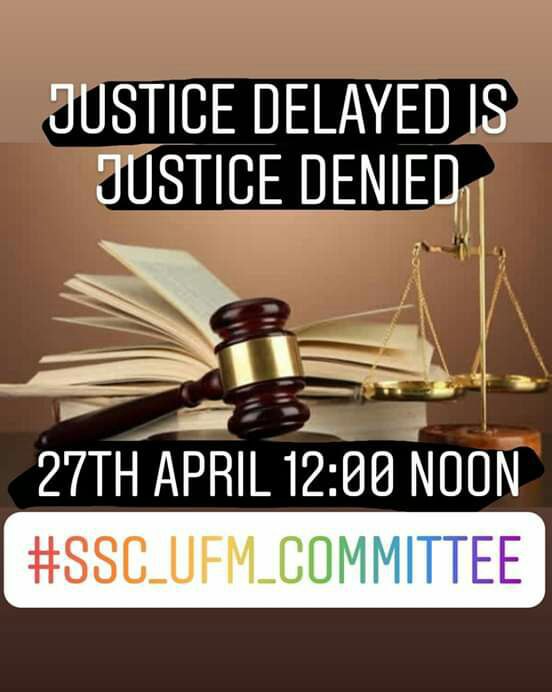 JUSTICE DELAYED IS
JUSTICE DENIED
27TH APRIL 12:00 NOON
#SSC_UFM_COMMITTEE